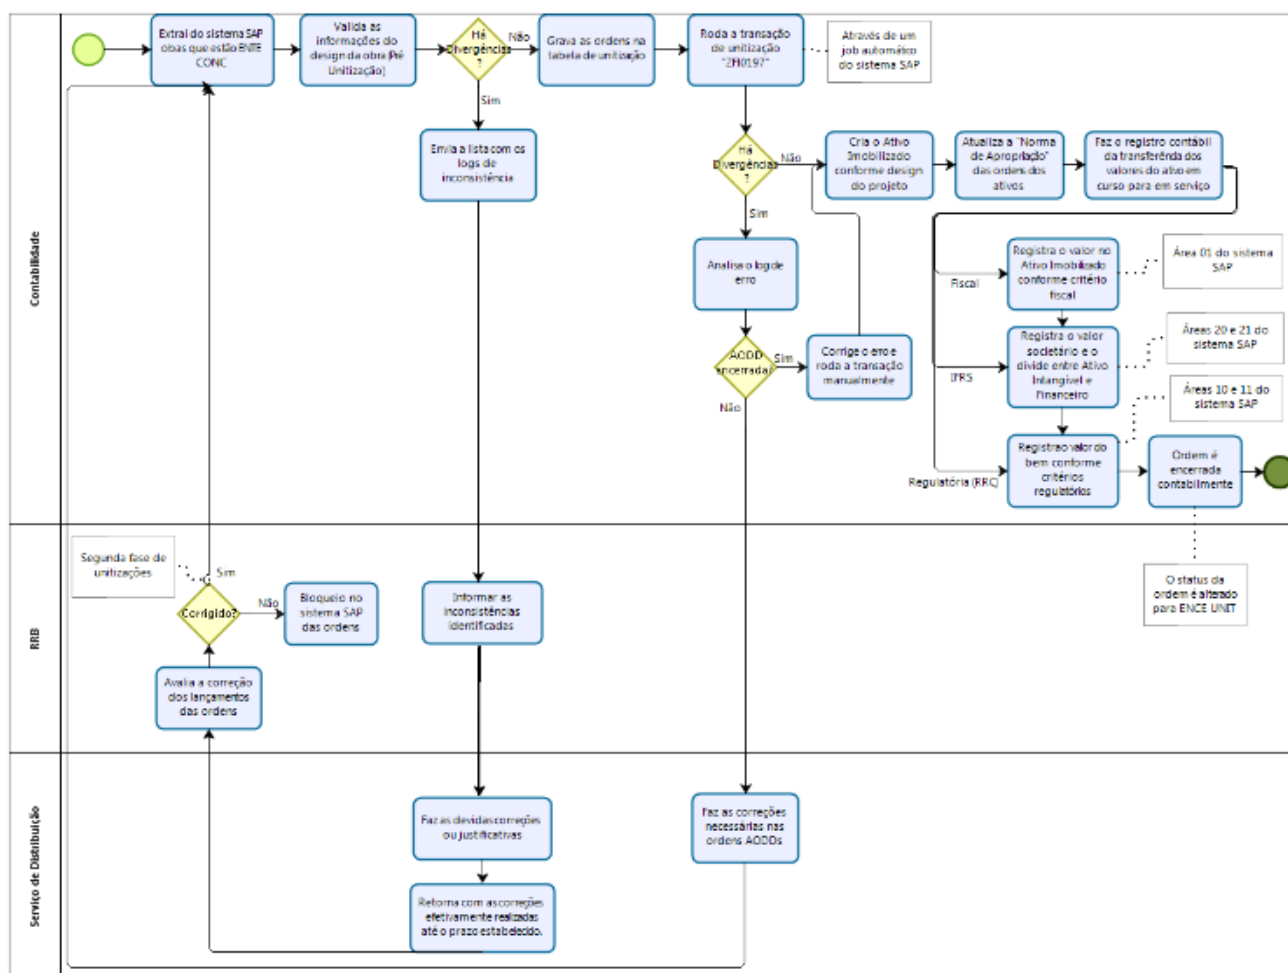 Extrai do sistema SAP
obas que estão ENTE
CONC
Valida as
informações do
design da obra (Pré
Unitização)
Há
Divergências
?
Não
Sim
Grava as ordens na
tabela de unitização
Roda a transação
de unitização
"ZFI0197"
Através de um
job automático
do sistema SAP
Envia a lista com os
logs de
inconsistência
Há
Divergências
?
Não
Sim
Cria o Ativo
Imobilizado
conforme design
do projeto
Atualiza a "Norma
de Apropriação"
das ordens dos
ativos
Faz o registro contábil
da transferência dos
valores do ativo em
curso para em serviço
Contabilidade
Analisa o log de
erro
Fiscal
Registra o valor no
Ativo Imobilizado
conforme critério
fiscal
Área 01 do sistema
SAP
AODD
encerrada?
Sim
Não
Corrige o erro e
roda a transação
manualmente
IFRS
Registra o valor
societário e o
divide entre Ativo
Intangível e
Financeiro
Áreas 20 e 21 do
sistema SAP
Áreas 10 e 11 do
sistema SAP
Regulatória (RRC)
Registra o valor do
bem conforme
critérios
regulatórios
Ordem é
encerrada
contabilmente
O status da
ordem é alterado
para ENCE UNIT
RRB
Segunda fase de
unitizações
Sim
Corrigido?
Não
Bloqueio no
sistema SAP
das ordens
Informar as
inconsistências
identificadas
Avalia a correção
dos lançamentos
das ordens
Serviço de Distribuição
Faz as devidas correções
ou justificativas
Faz as correções
necessárias nas
ordens AODDs
Retorna com as correções
efetivamente realizadas
até o prazo estabelecido.